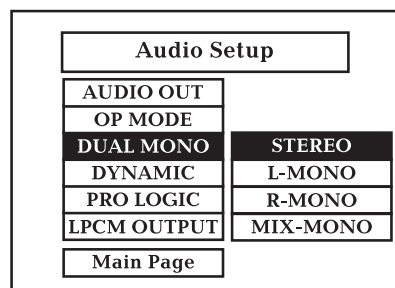 Audio Setup
AUDIO OUT
OP MODE
DUAL MONO
STEREO
DYNAMIC
L-MONO
PRO LOGIC
R-MONO
LPCM OUTPUT
MIX-MONO
Main Page